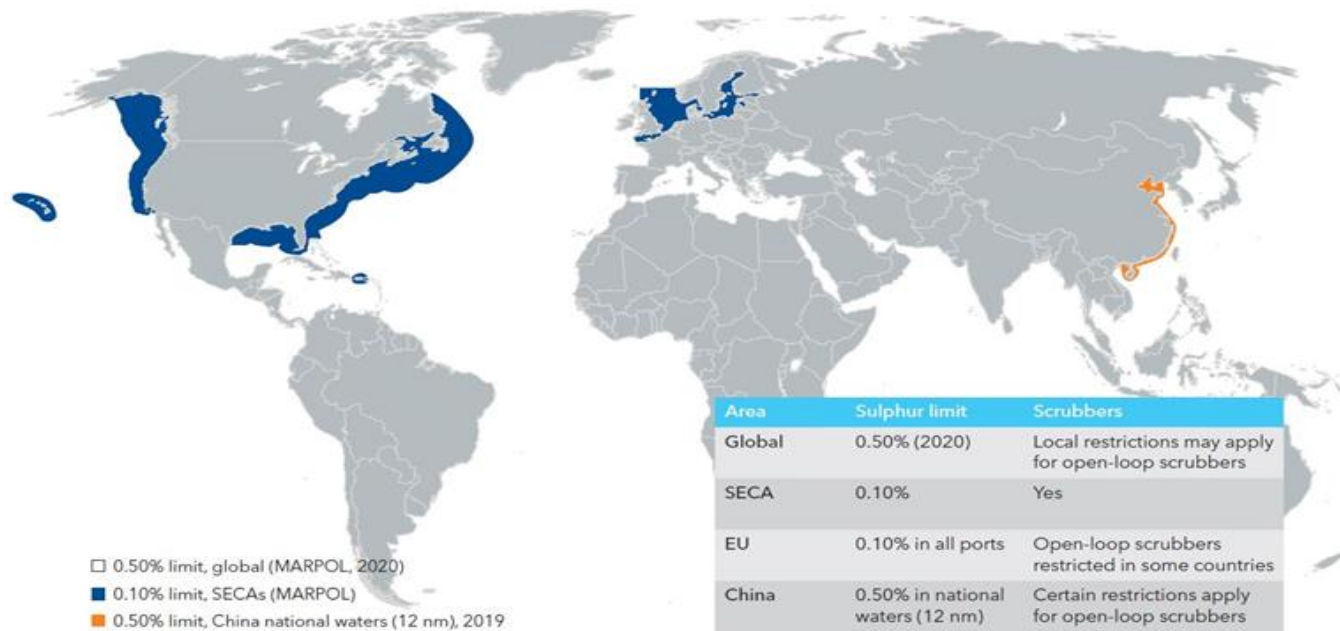 Area Sulphur limit Scrubbers
Global 0.50% (2020) Local restrictions may apply
for open-loop scrubbers
SECA 0.10% Yes
EU 0.10% in all ports Open-loop scrubbers
restricted in some countries
China 0.50% in national Certain restrictions apply
waters (12 nm) for open-loop scrubbers
0.50% limit, global (MARPOL, 2020)
0.10% limit, SECAs (MARPOL)
0.50% limit, China national waters (12 nm), 2019